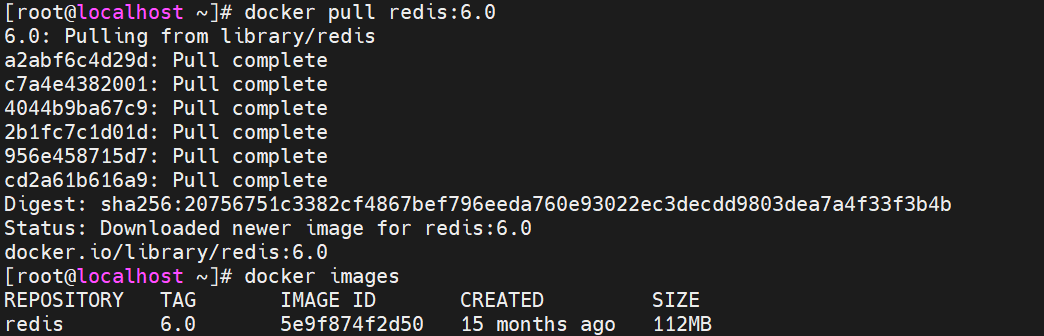 [root@localhost ~]# docker pull redis:6.0
6.0: Pulling from library/redis
a2abf6c4d29d: Pull complete
c7a4e4382001: Pull complete
4044b9ba67c9: Pull complete
2b1fc7c1d01d: Pull complete
956e458715d7: Pull complete
cd2a61b616a9: Pull complete
Digest: sha256:20756751c3382cf4867bef796eeda760e93022ec3decdd9803dea7a4f33f3b4b
Status: Downloaded newer image for redis:6.0
docker.io/library/redis:6.0
[root@localhost ~]# docker images
REPOSITORY   TAG       IMAGE ID       CREATED         SIZE
redis        6.0       5e9f874f2d50   15 months ago   112MB